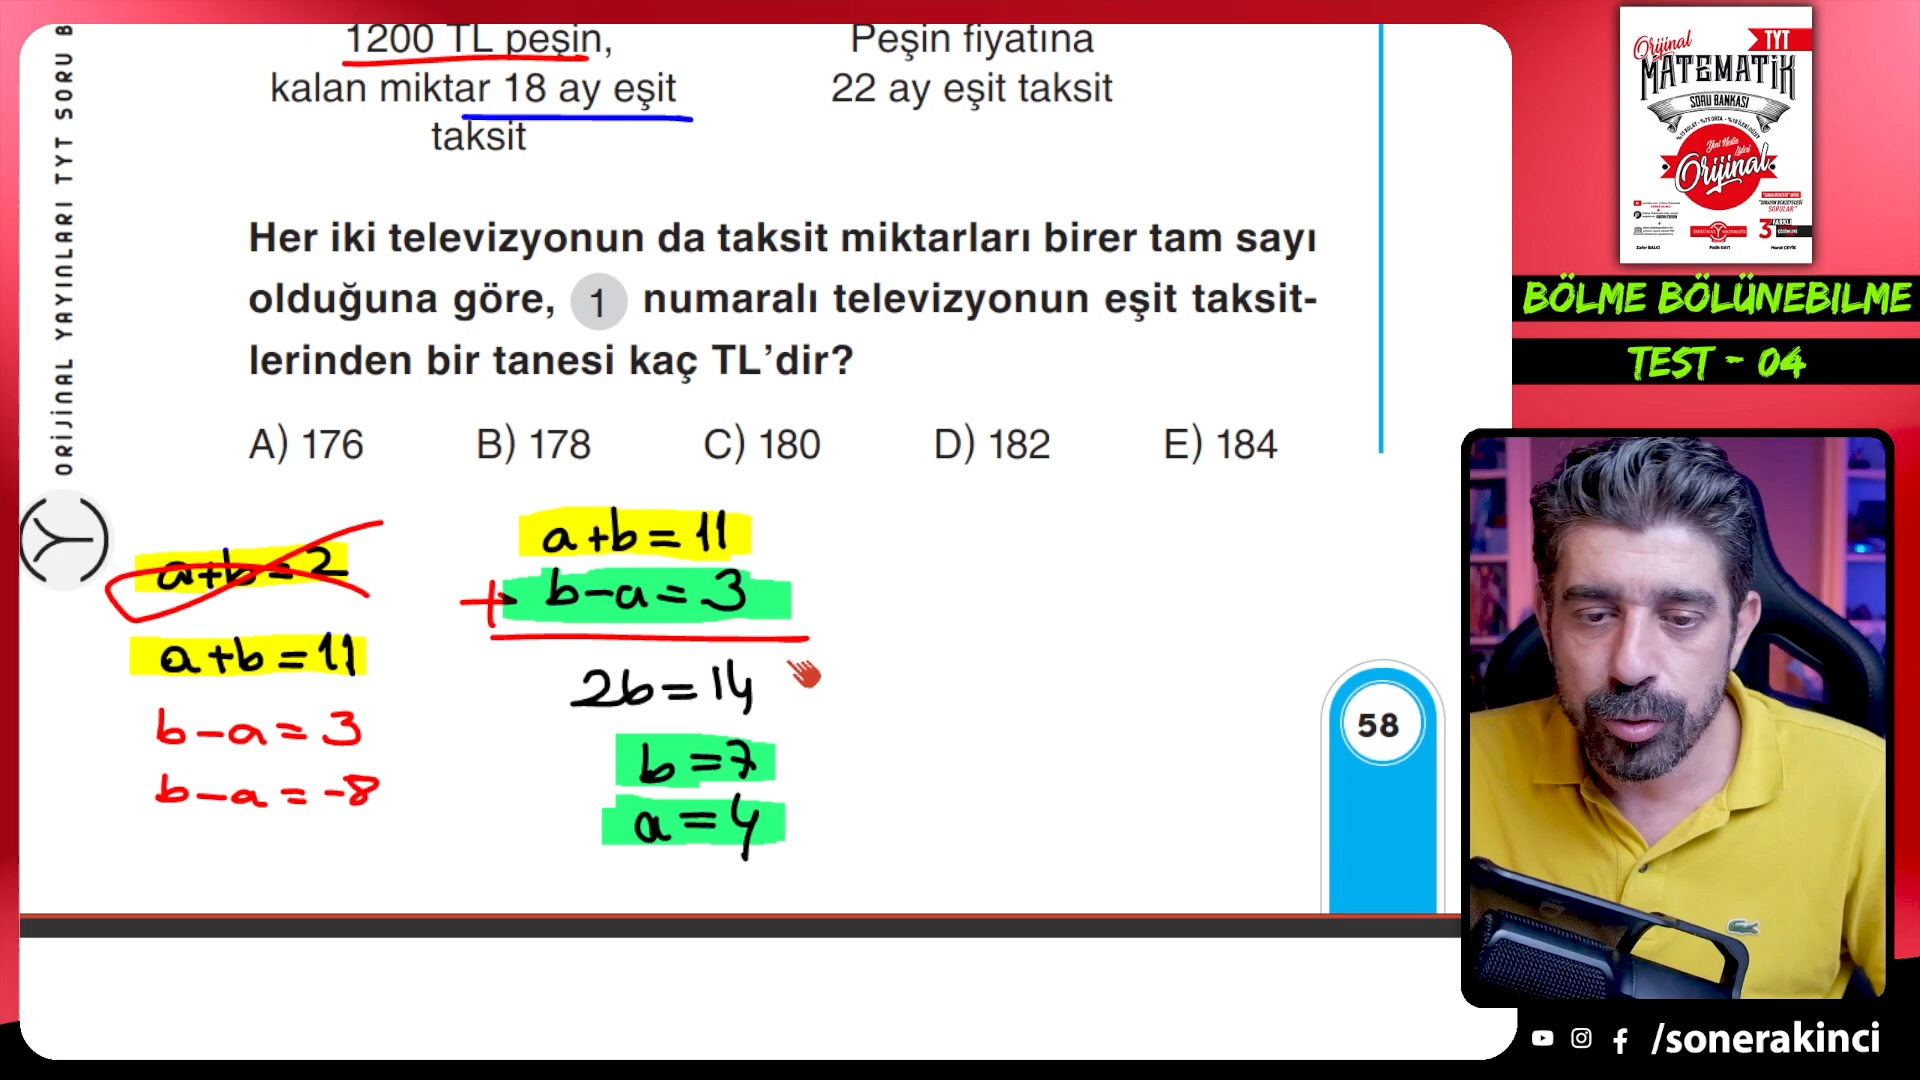 1200 TL peşin,
kalan miktar 18 ay eşit
taksit
Peşin fiyatına
22 ay eşit taksit
ORİJİNAL YAYINLARI TYT SORU B
Her iki televizyonun da taksit miktarları birer tam sayı
olduğuna göre, 1 numaralı televizyonun eşit taksit-
lerinden bir tanesi kaç TL’dir?
A) 176 B) 178 C) 180 D) 182 E) 184
a+b=2
a+b=11
b-a=3
b-a=-8
a+b=11
+ b-a=3
2b=14
b=7
a=4
58
Orijinal
TYT
MATEMATİK
SORU BANKASI
Orijinal
BÖLME BÖLÜNEBILME
TEST - 04
/sonerakinci